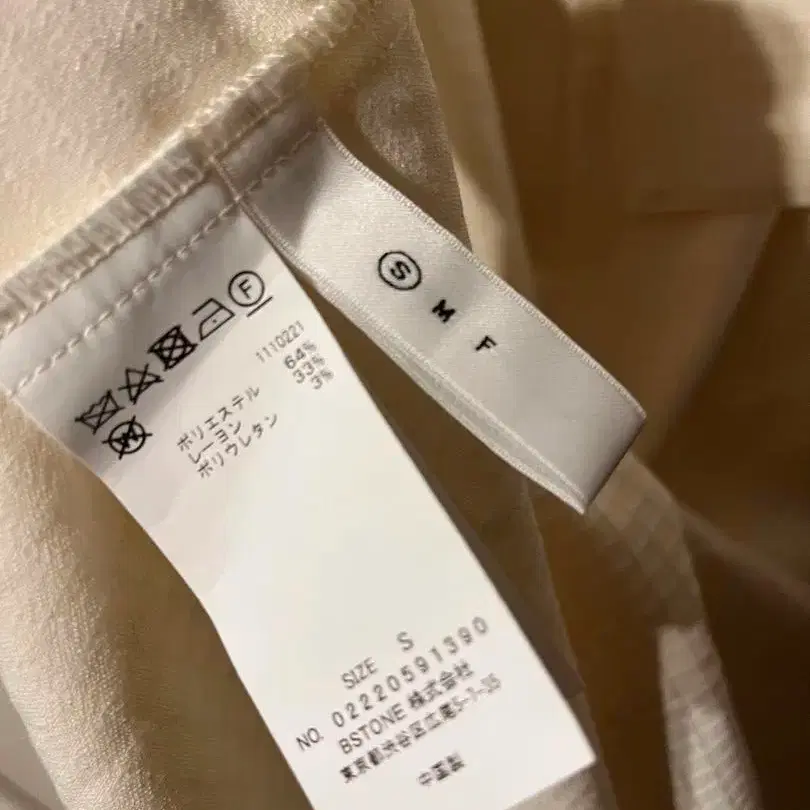 S M F
F
W
1110221
ポリエステル 64%
レーヨン 33%
ポリウレタン 3%
SIZE S
NO. 02220591390
BSTONE 株式会社
東京都渋谷区広尾5-7-35
中国製